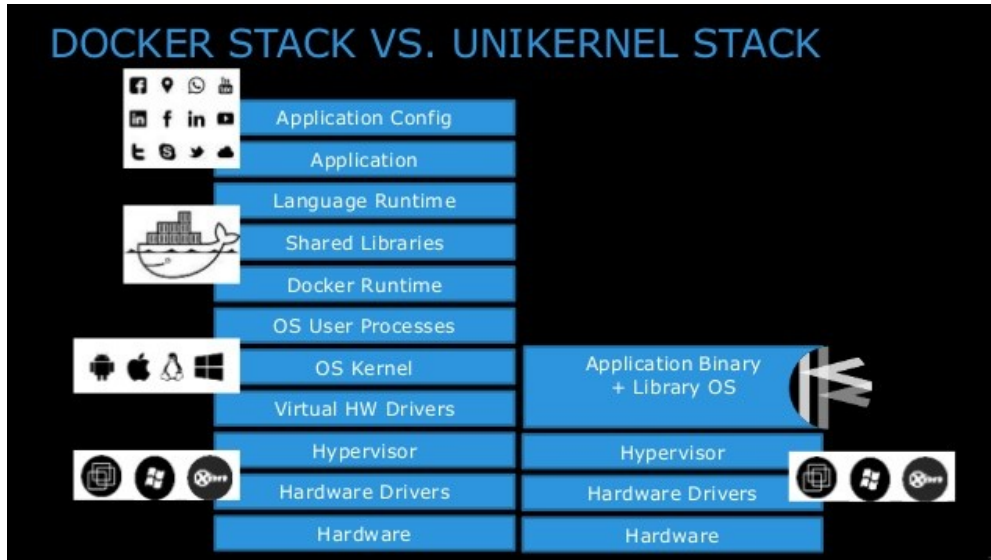 DOCKER STACK VS. UNIKERNEL STACK
Application Config
Application
Language Runtime
Shared Libraries
Docker Runtime
OS User Processes
OS Kernel
Virtual HW Drivers
Hypervisor
Hardware Drivers
Hardware
Application Binary
+ Library OS
Hypervisor
Hardware Drivers
Hardware